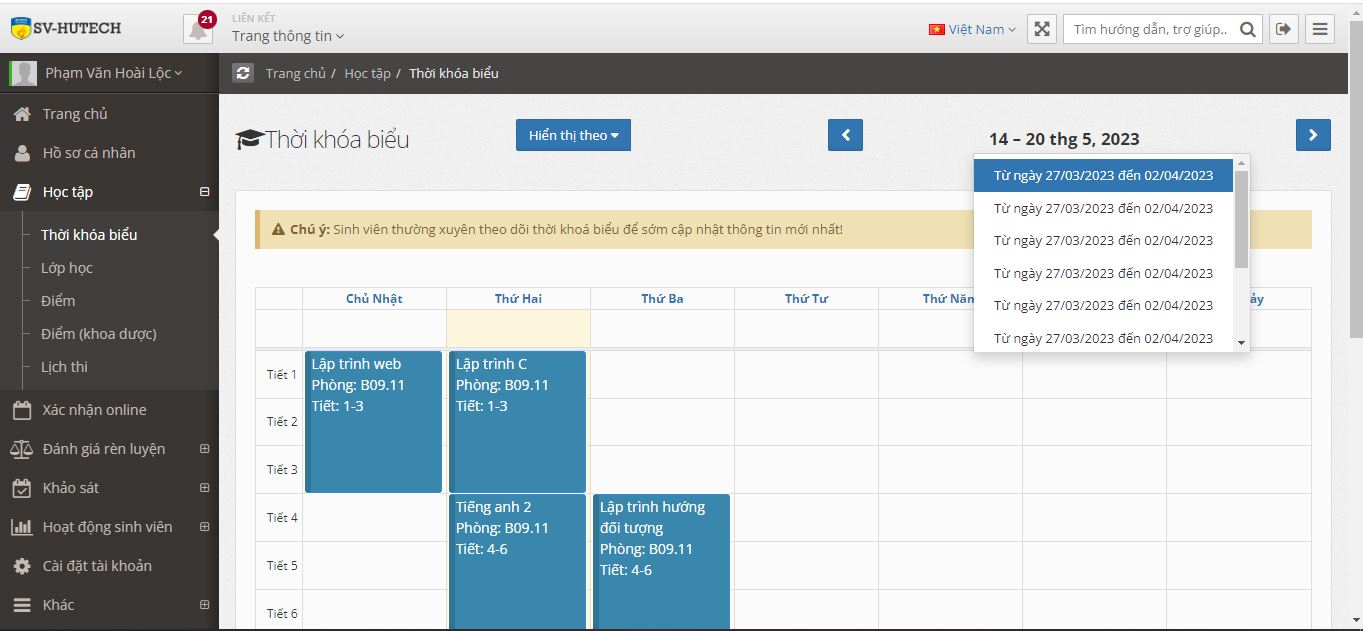 SV-HUTECH
21
LIÊN KẾT
Trang thông tin
Việt Nam
Tìm hướng dẫn, trợ giúp..
Phạm Văn Hoài Lộc
Trang chủ / Học tập / Thời khóa biểu
Trang chủ
Hồ sơ cá nhân
Học tập
Thời khóa biểu
Lớp học
Điểm
Điểm (khoa dược)
Lịch thi
Xác nhận online
Đánh giá rèn luyện
Khảo sát
Hoạt động sinh viên
Cài đặt tài khoản
Khác
Thời khóa biểu
Hiển thị theo
14 – 20 thg 5, 2023
Từ ngày 27/03/2023 đến 02/04/2023
Từ ngày 27/03/2023 đến 02/04/2023
Từ ngày 27/03/2023 đến 02/04/2023
Từ ngày 27/03/2023 đến 02/04/2023
Từ ngày 27/03/2023 đến 02/04/2023
Từ ngày 27/03/2023 đến 02/04/2023
Chú ý: Sinh viên thường xuyên theo dõi thời khoá biểu để sớm cập nhật thông tin mới nhất!
Chủ Nhật Thứ Hai Thứ Ba Thứ Tư Thứ Năm
Tiết 1
Tiết 2
Tiết 3
Tiết 4
Tiết 5
Tiết 6
Lập trình web
Phòng: B09.11
Tiết: 1-3
Lập trình C
Phòng: B09.11
Tiết: 1-3
Tiếng anh 2
Phòng: B09.11
Tiết: 4-6
Lập trình hướng
đối tượng
Phòng: B09.11
Tiết: 4-6